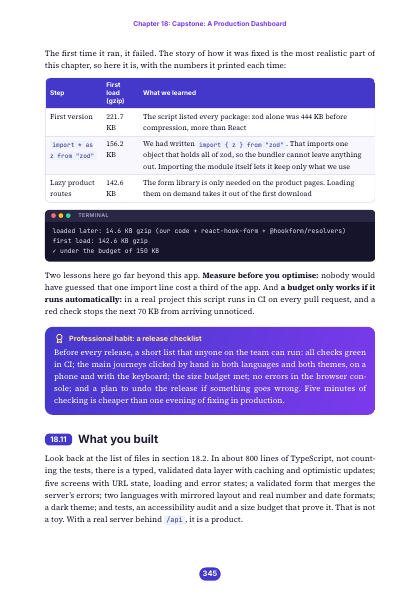 Chapter 18: Capstone: A Production Dashboard
The first time it ran, it failed. The story of how it was fixed is the most realistic part of
this chapter, so here it is, with the numbers it printed each time:
Step
First load (gzip)
What we learned
First version
221.7 KB
The script listed every package: zod alone was 444 KB before
compression, more than React
import * as
z from "zod"
156.2 KB
We had written import { z } from "zod". That imports one
object that holds all of zod, so the bundler cannot leave anything
out. Importing the module itself lets it keep only what we use
Lazy product
routes
142.6 KB
The form library is only needed on the product pages. Loading
them on demand takes it out of the first download
TERMINAL
loaded later: 14.6 KB gzip (our code + react-hook-form + @hookform/resolvers)
first load: 142.6 KB gzip
✓ under the budget of 150 KB
Two lessons here go far beyond this app. Measure before you optimise: nobody would
have guessed that one import line cost a third of the app. And a budget only works if it
runs automatically: in a real project this script runs in CI on every pull request, and a
red check stops the next 70 KB from arriving unnoticed.
Professional habit: a release checklist
Before every release, a short list that anyone on the team can run: all checks green
in CI; the main journeys clicked by hand in both languages and both themes, on a
phone and with the keyboard; the size budget met; no errors in the browser con-
sole; and a plan to undo the release if something goes wrong. Five minutes of
checking is cheaper than one evening of fixing in production.
18.11 What you built
Look back at the list of files in section 18.2. In about 800 lines of TypeScript, not count-
ing the tests, there is a typed, validated data layer with caching and optimistic updates;
five screens with URL state, loading and error states; a validated form that merges the
server's errors; two languages with mirrored layout and real number and date formats;
a dark theme; and tests, an accessibility audit and a size budget that prove it. That is not
a toy. With a real server behind /api, it is a product.
345